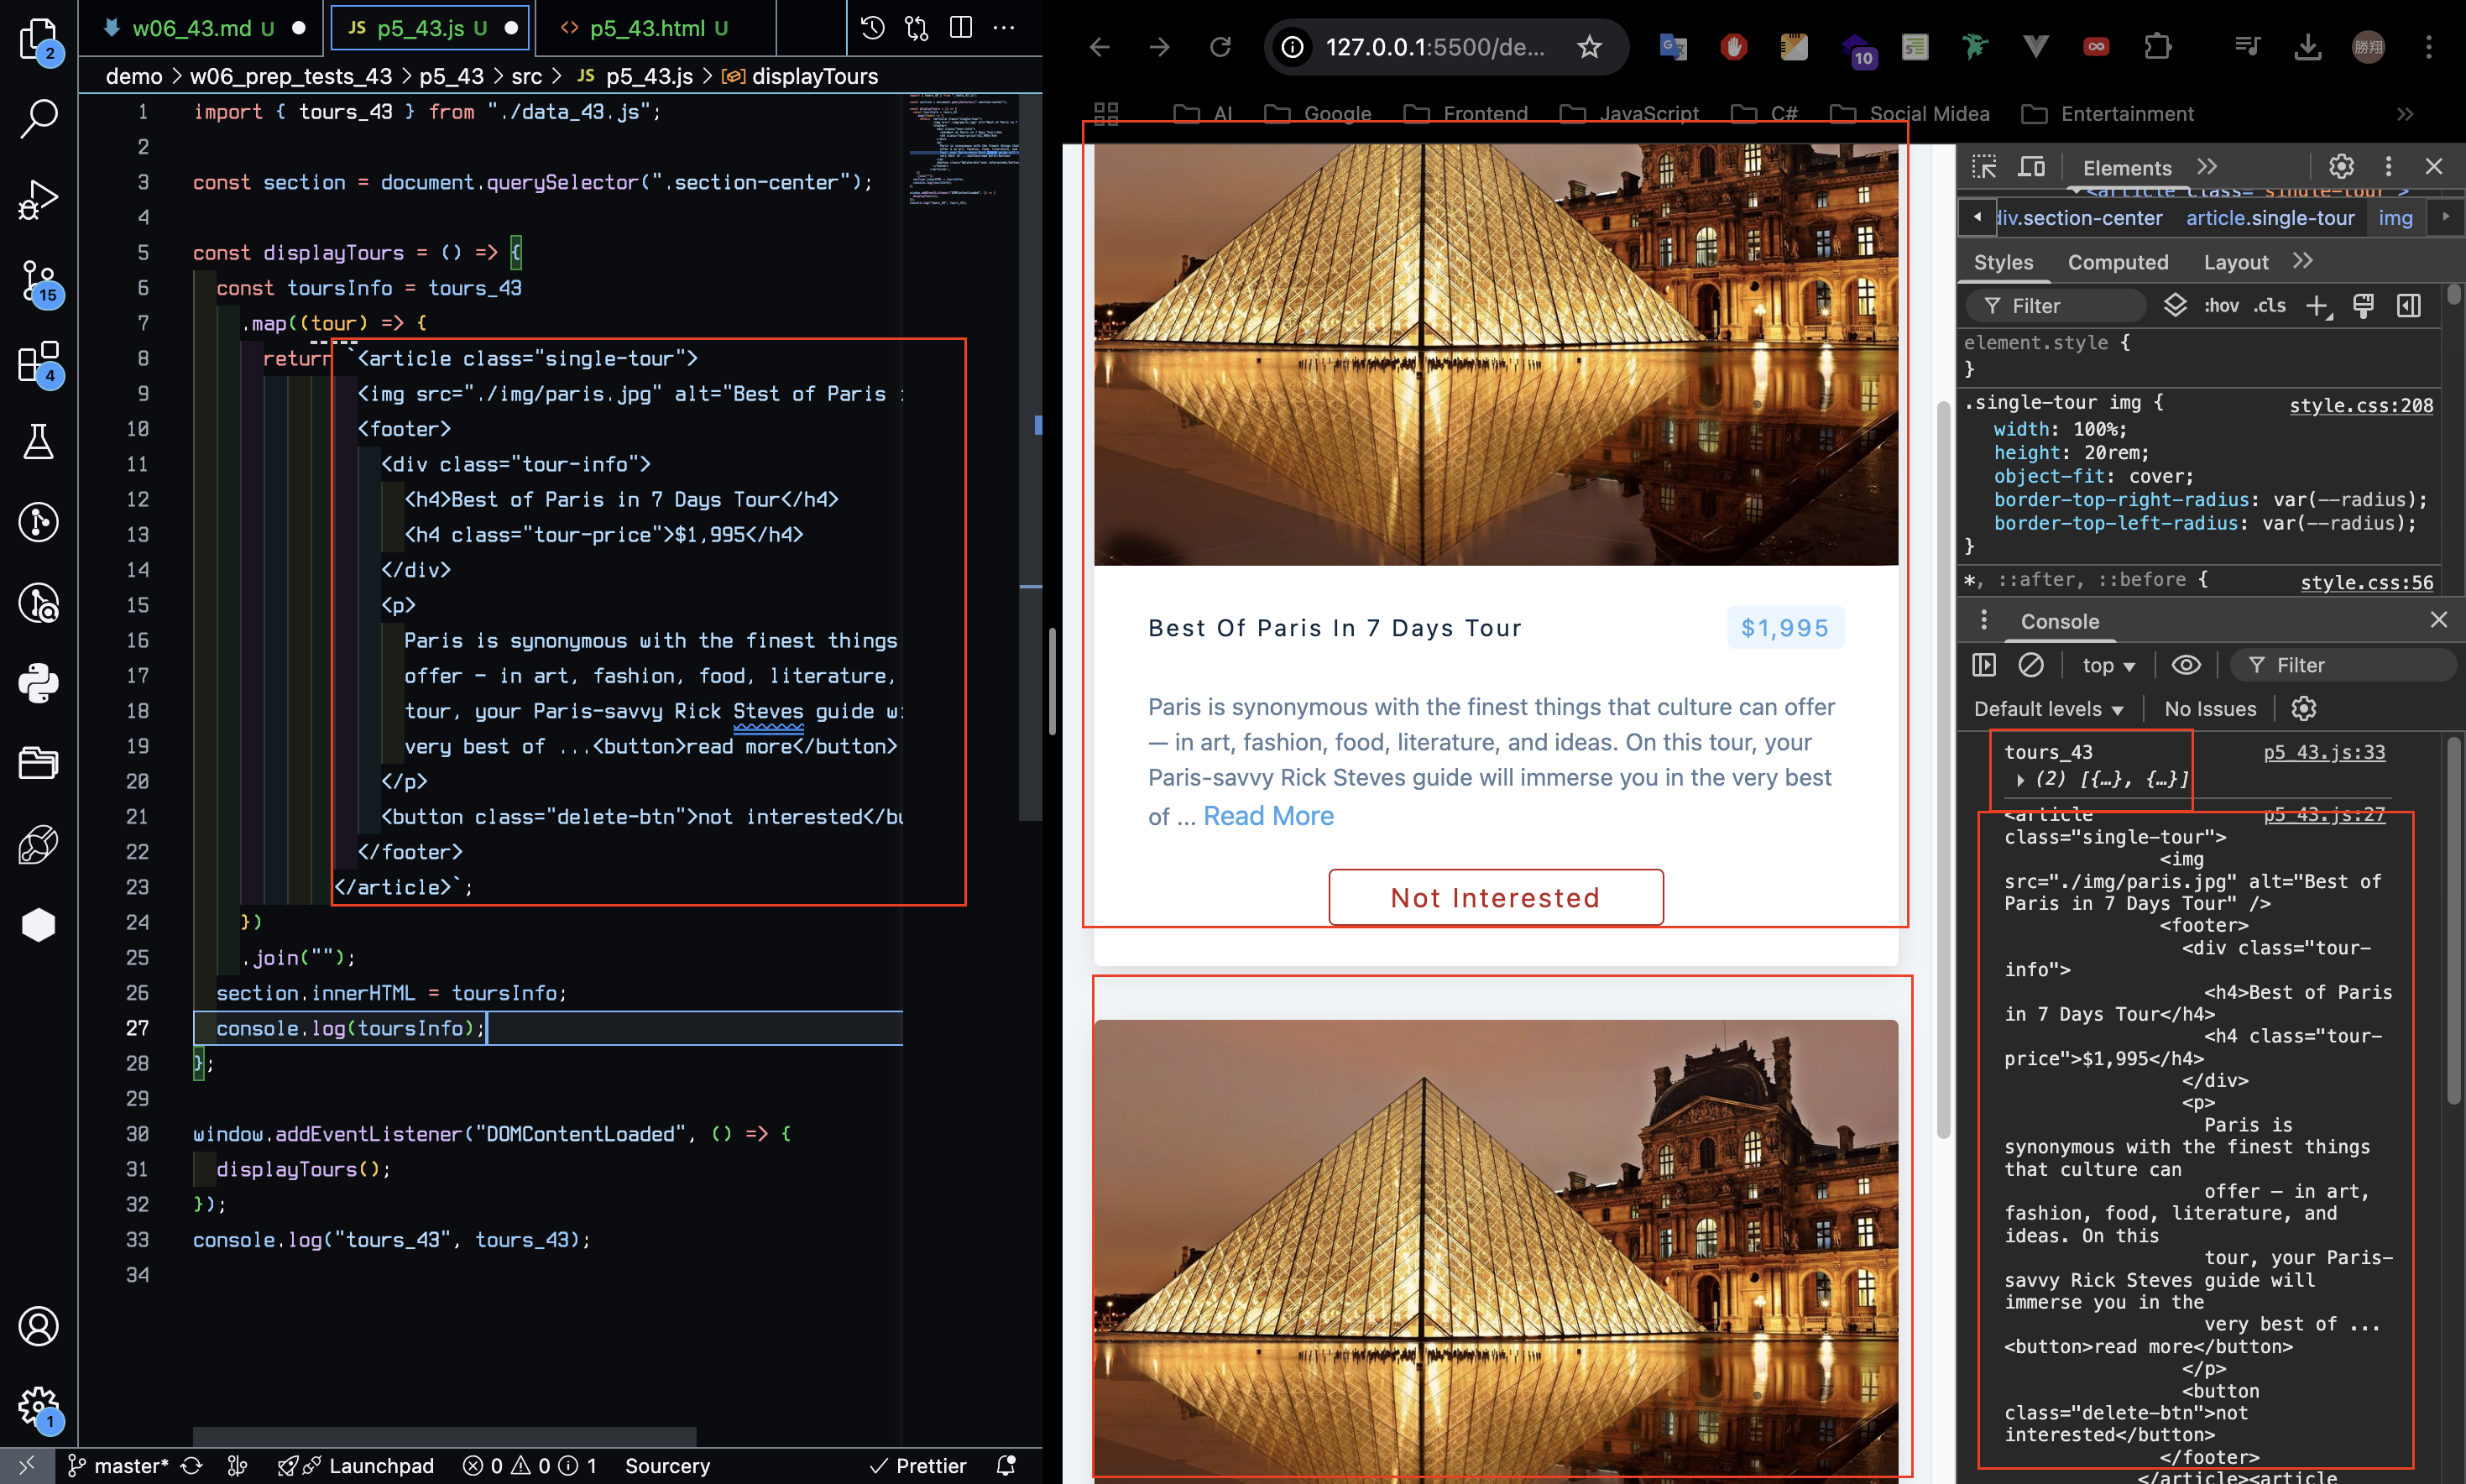 w06_43.md U
JS p5_43.js U
p5_43.html U
demo > w06_prep_tests_43 > p5_43 > src > JS p5_43.js > displayTours
1 import { tours_43 } from "./data_43.js";
2
3 const section = document.querySelector(".section-center");
4
5 const displayTours = () => {
6 const toursInfo = tours_43
7 .map((tour) => {
8 return `<article class="single-tour">
9 <img src="./img/paris.jpg" alt="Best of Paris
10 <footer>
11 <div class="tour-info">
12 <h4>Best of Paris in 7 Days Tour</h4>
13 <h4 class="tour-price">$1,995</h4>
14 </div>
15 <p>
16 Paris is synonymous with the finest things
17 offer — in art, fashion, food, literature,
18 tour, your Paris-savvy Rick Steves guide
19 very best of ...<button>read more</button>
20 </p>
21 <button class="delete-btn">not interested</bu
22 </footer>
23 </article>`;
24 })
25 .join("");
26 section.innerHTML = toursInfo;
27 console.log(toursInfo);
28 };
29
30 window.addEventListener("DOMContentLoaded", () => {
31 displayTours();
32 });
33 console.log("tours_43", tours_43);
34
2
15
4
1
master* Launchpad 0 0 1 Sourcery Prettier
127.0.0.1:5500/de...
10
勝翔
AI Google Frontend JavaScript C# Social Midea Entertainment
Best Of Paris In 7 Days Tour $1,995
Paris is synonymous with the finest things that culture can offer
— in art, fashion, food, literature, and ideas. On this tour, your
Paris-savvy Rick Steves guide will immerse you in the very best
of ... Read More
Not Interested
Elements
<article class="single-tour">
div.section-center article.single-tour img
Styles Computed Layout
Filter :hov .cls
element.style {
}
.single-tour img { style.css:208
width: 100%;
height: 20rem;
object-fit: cover;
border-top-right-radius: var(--radius);
border-top-left-radius: var(--radius);
}
*, ::after, ::before { style.css:56
Console
top Filter
Default levels No Issues
tours_43 p5_43.js:33
(2) [{…}, {…}]
<article p5_43.js:27
class="single-tour">
<img
src="./img/paris.jpg" alt="Best of
Paris in 7 Days Tour" />
<footer>
<div class="tour-
info">
<h4>Best of Paris
in 7 Days Tour</h4>
<h4 class="tour-
price">$1,995</h4>
</div>
<p>
Paris is
synonymous with the finest things
that culture can
offer — in art,
fashion, food, literature, and
ideas. On this
tour, your Paris-
savvy Rick Steves guide will
immerse you in the
very best of ...
<button>read more</button>
</p>
<button
class="delete-btn">not
interested</button>
</footer>
</article><article